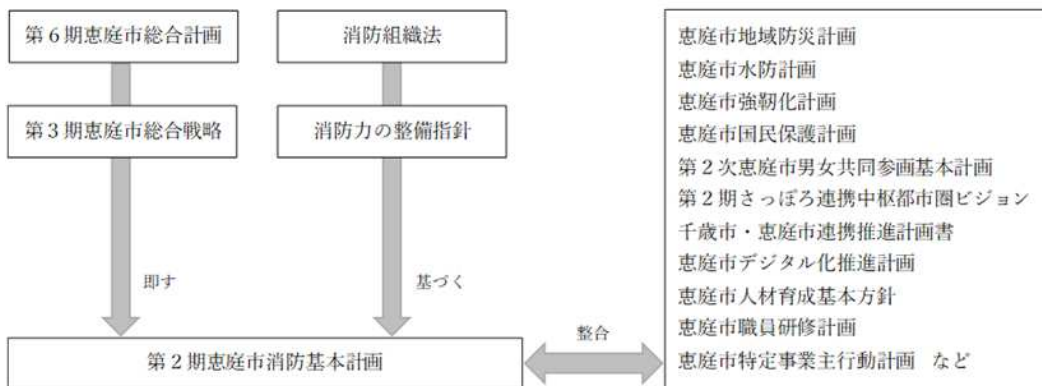 第６期恵庭市総合計画
消防組織法
第３期恵庭市総合戦略
消防力の整備指針
即す
基づく
第２期恵庭市消防基本計画
整合
恵庭市地域防災計画
恵庭市水防計画
恵庭市強靭化計画
恵庭市国民保護計画
第２次恵庭市男女共同参画基本計画
第２期さっぽろ連携中枢都市圏ビジョン
千歳市・恵庭市連携推進計画書
恵庭市デジタル化推進計画
恵庭市人材育成基本方針
恵庭市職員研修計画
恵庭市特定事業主行動計画　など